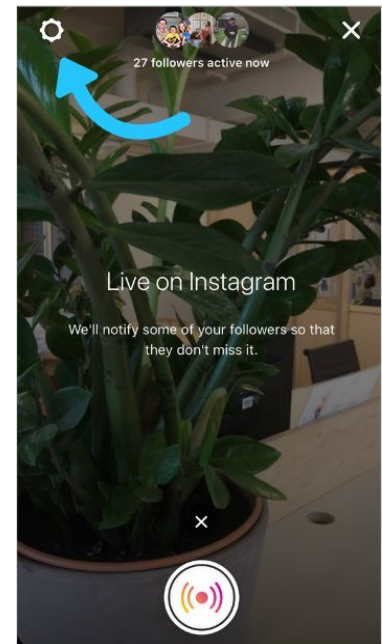 27 followers active now
Live on Instagram
We'll notify some of your followers so that
they don't miss it.